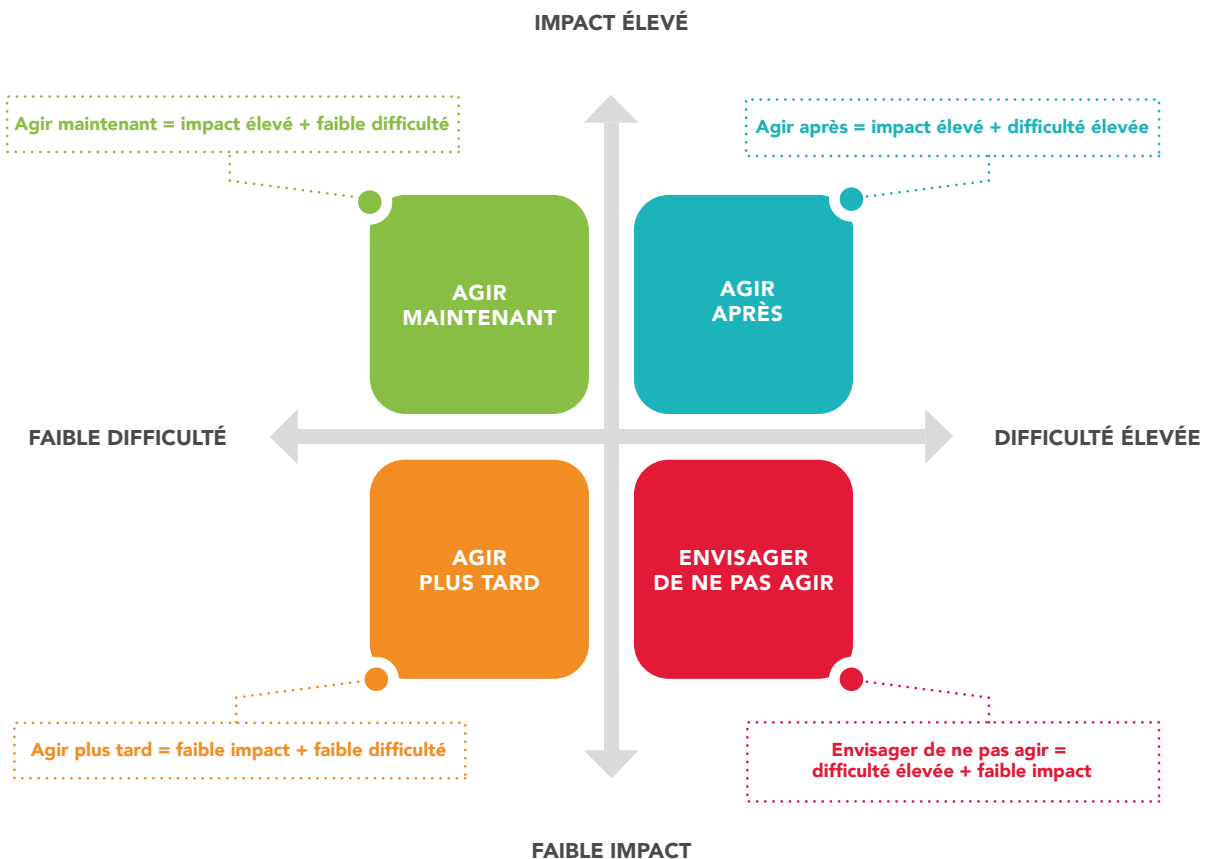 IMPACT ÉLEVÉ
Agir maintenant = impact élevé + faible difficulté
Agir après = impact élevé + difficulté élevée
AGIR
MAINTENANT
AGIR
APRÈS
FAIBLE DIFFICULTÉ
DIFFICULTÉ ÉLEVÉE
AGIR
PLUS TARD
ENVISAGER
DE NE PAS AGIR
Agir plus tard = faible impact + faible difficulté
Envisager de ne pas agir =
difficulté élevée + faible impact
FAIBLE IMPACT